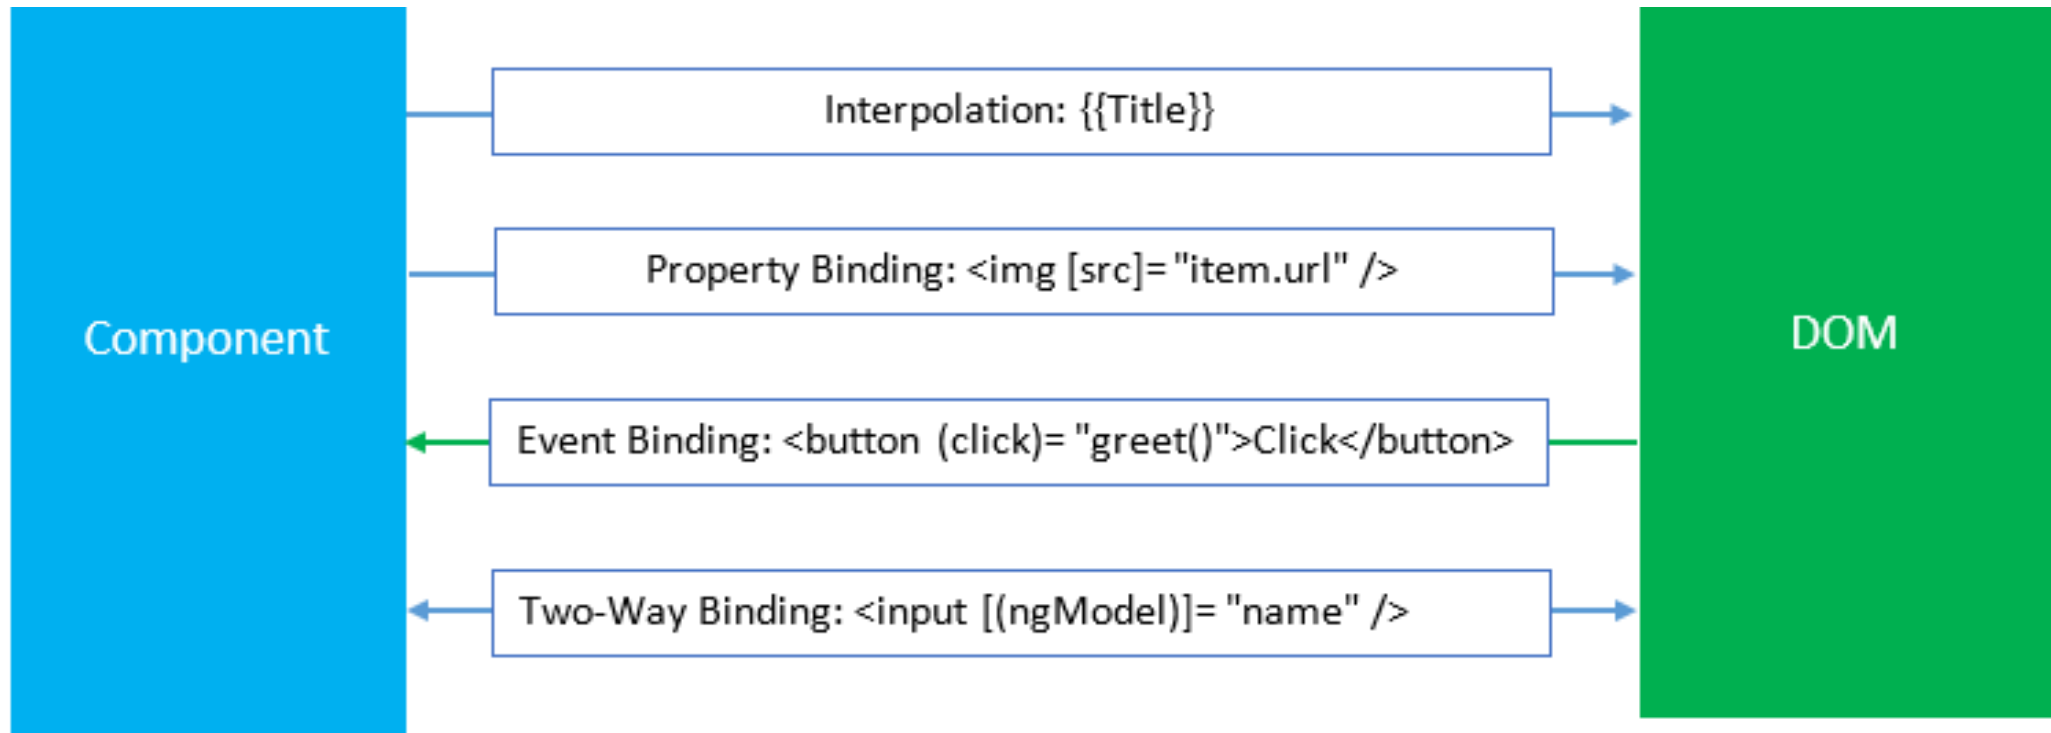 Interpolation: {{Title}}
Property Binding: <img [src]="item.url" />
Component
DOM
Event Binding: <button (click)="greet()">Click</button>
Two-Way Binding: <input [(ngModel)]="name" />